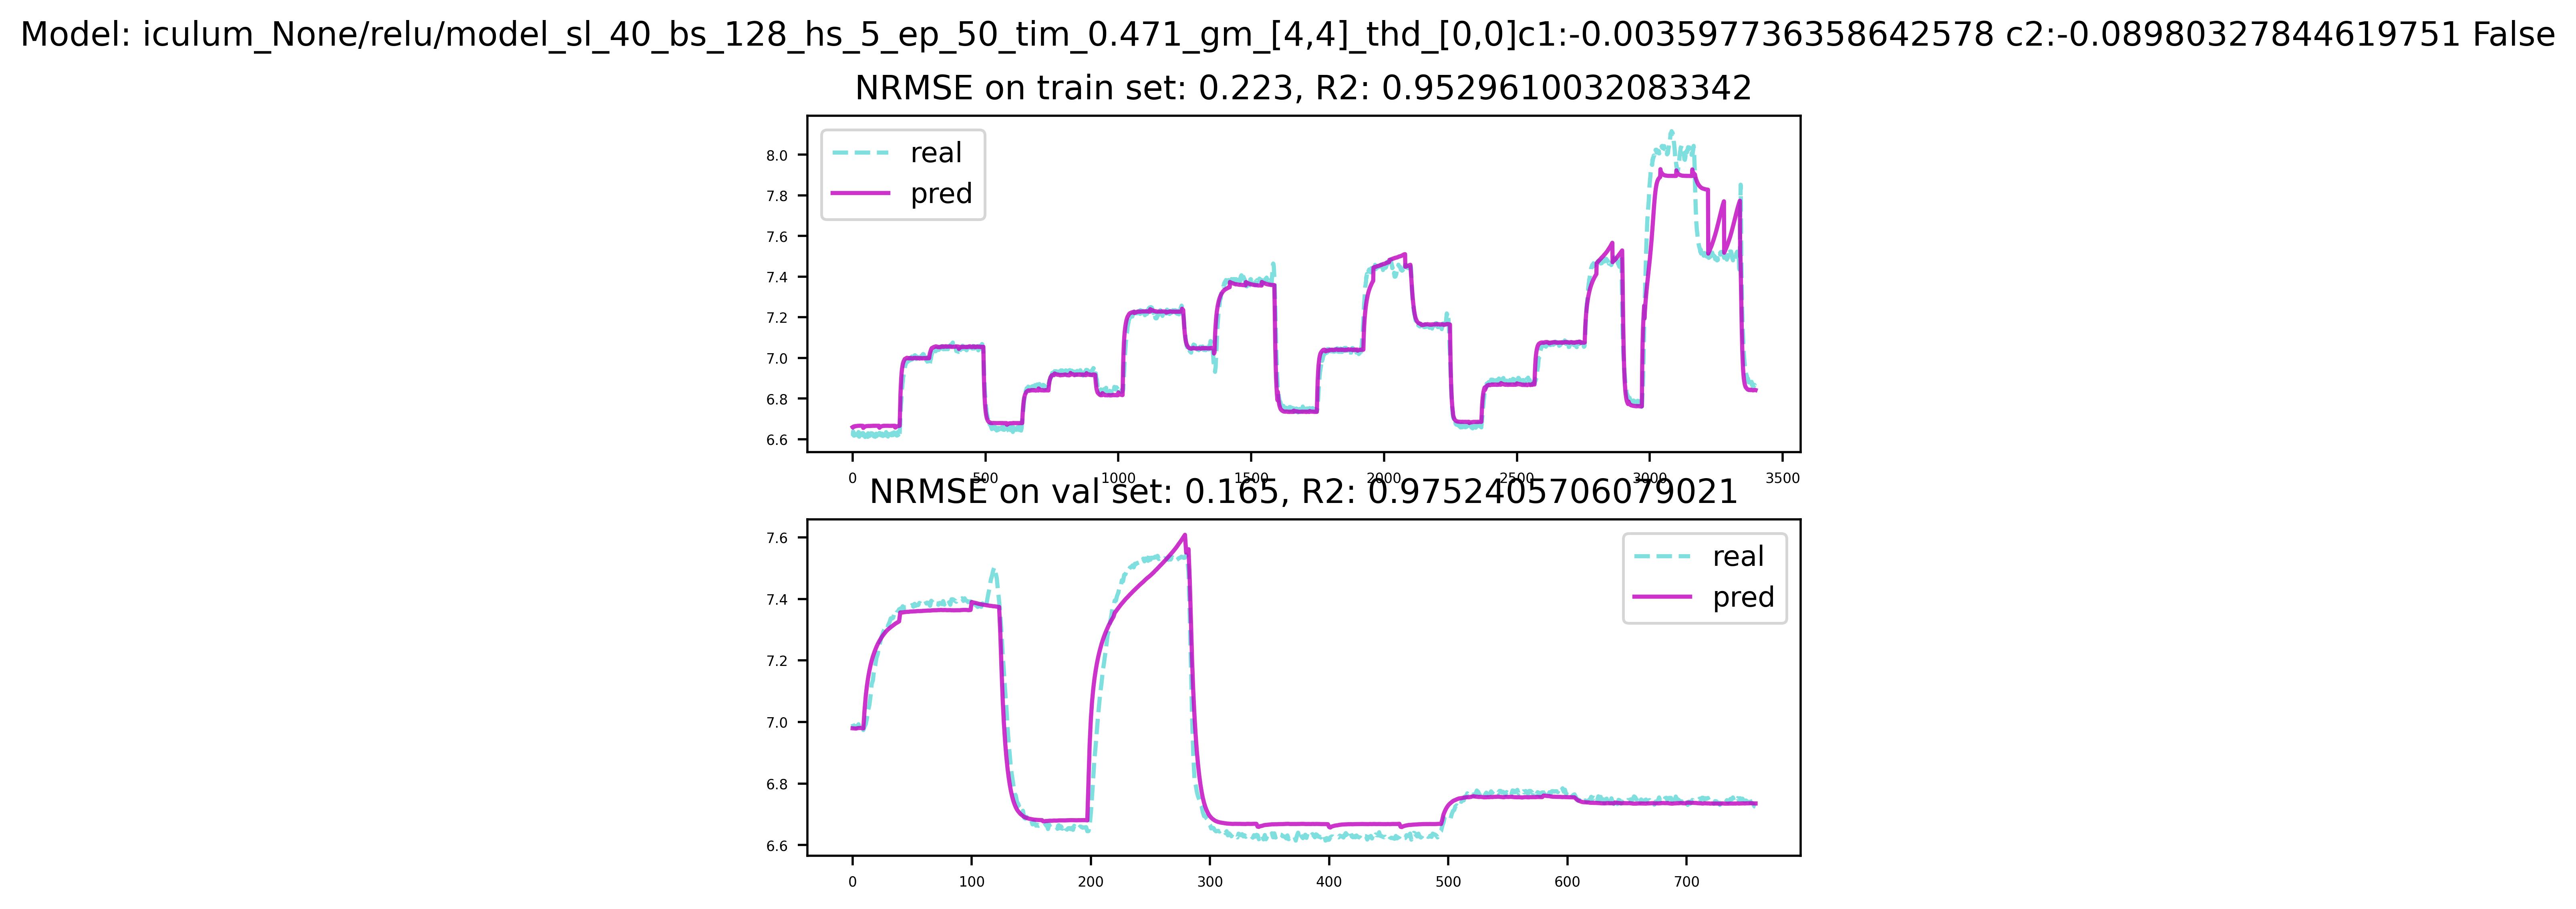 Model: iculum_None/relu/model_sl_40_bs_128_hs_5_ep_50_tim_0.471_gm_[4,4]_thd_[0,0]c1:-0.003597736358642578 c2:-0.08980327844619751 False
NRMSE on train set: 0.223, R2: 0.9529610032083342
real
pred
8.0
7.8
7.6
7.4
7.2
7.0
6.8
6.6
0 500 1000 1500 2000 2500 3000 3500
NRMSE on val set: 0.165, R2: 0.9752405706079021
real
pred
7.6
7.4
7.2
7.0
6.8
6.6
0 100 200 300 400 500 600 700